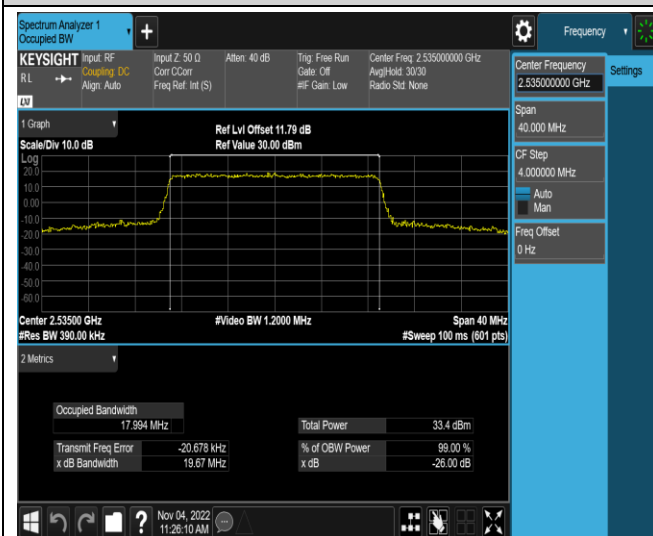 Spectrum Analyzer 1
Occupied BW
+
Frequency
KEYSIGHT
RL
LXI
Input: RF
Coupling: DC
Align: Auto
Input Z: 50 Ω
Corr CCorr
Freq Ref: Int (S)
Atten: 40 dB
Trig: Free Run
Gate: Off
#IF Gain: Low
Center Freq: 2.535000000 GHz
Avg|Hold: 30/30
Radio Std: None
Center Frequency
2.535000000 GHz
Settings
Span
40.000 MHz
CF Step
4.000000 MHz
Auto
Man
Freq Offset
0 Hz
1 Graph
Scale/Div 10.0 dB
Ref Lvl Offset 11.79 dB
Ref Value 30.00 dBm
Log
20.0
10.0
0.00
-10.0
-20.0
-30.0
-40.0
-50.0
-60.0
Center 2.53500 GHz
#Video BW 1.2000 MHz
Span 40 MHz
#Res BW 390.00 kHz
#Sweep 100 ms (601 pts)
2 Metrics
Occupied Bandwidth
17.994 MHz
Total Power 33.4 dBm
Transmit Freq Error -20.678 kHz
% of OBW Power 99.00 %
x dB Bandwidth 19.67 MHz
x dB -26.00 dB
?
Nov 04, 2022
11:26:10 AM